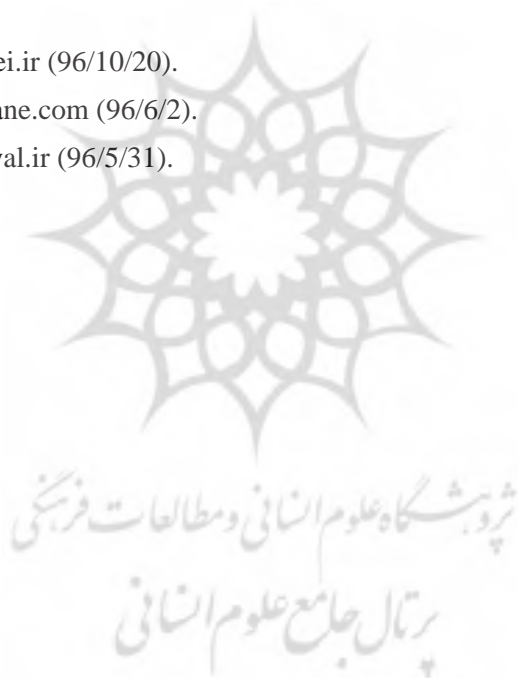 ei.ir (96/10/20).
ane.com (96/6/2).
val.ir (96/5/31).
پژوهشگاه علوم انسانی و مطالعات فرهنگی
پرتال جامع علوم انسانی